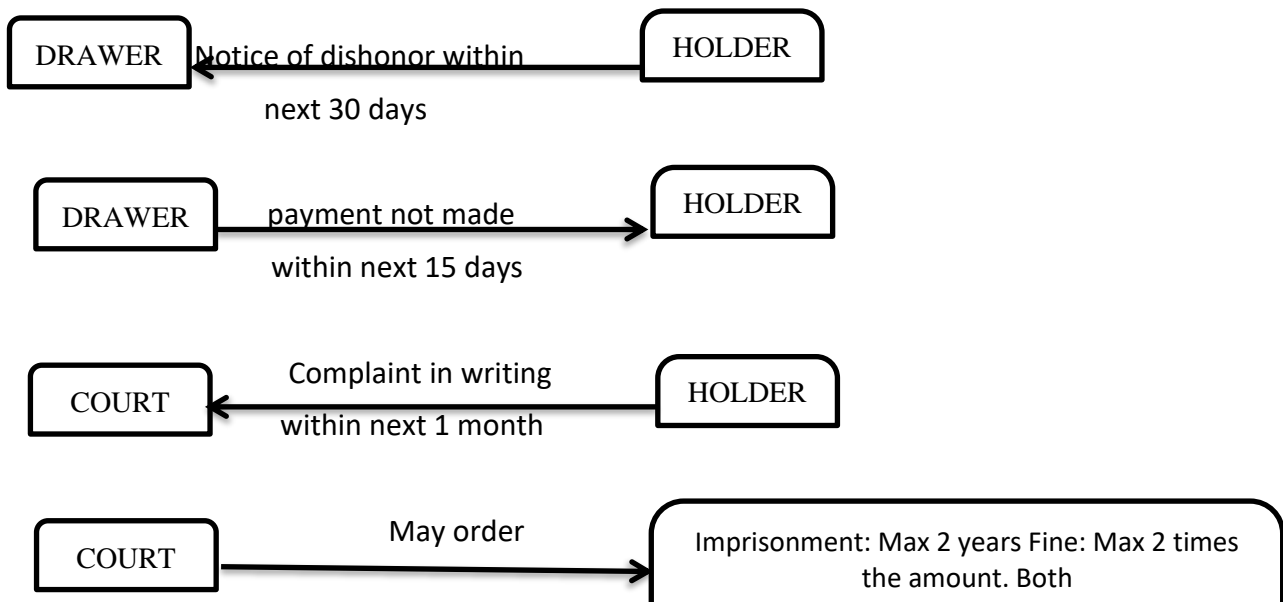 DRAWER Notice of dishonor within HOLDER
next 30 days
DRAWER payment not made HOLDER
within next 15 days
Complaint in writing
COURT within next 1 month HOLDER
COURT May order Imprisonment: Max 2 years Fine: Max 2 times
the amount. Both